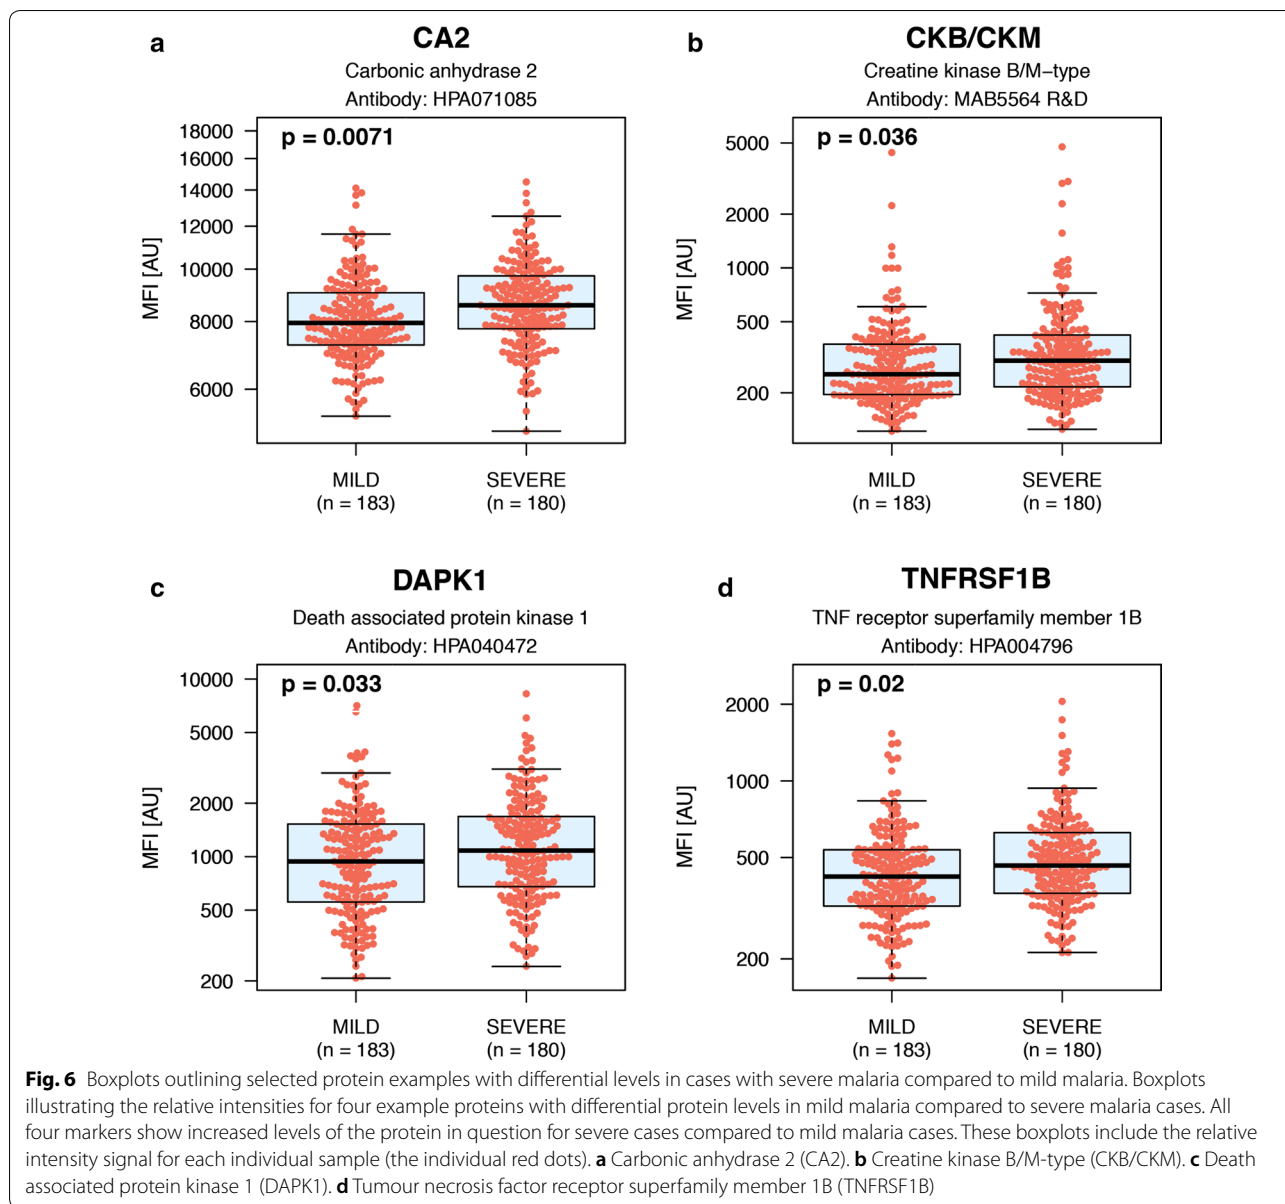 a
CA2
Carbonic anhydrase 2
Antibody: HPA071085
p = 0.0071
MFI [AU]
18000
16000
14000
12000
10000
8000
6000
MILD
(n = 183)
SEVERE
(n = 180)
b
CKB/CKM
Creatine kinase B/M−type
Antibody: MAB5564 R&D
p = 0.036
MFI [AU]
5000
2000
1000
500
200
MILD
(n = 183)
SEVERE
(n = 180)
c
DAPK1
Death associated protein kinase 1
Antibody: HPA040472
p = 0.033
MFI [AU]
10000
5000
2000
1000
500
200
MILD
(n = 183)
SEVERE
(n = 180)
d
TNFRSF1B
TNF receptor superfamily member 1B
Antibody: HPA004796
p = 0.02
MFI [AU]
2000
1000
500
200
MILD
(n = 183)
SEVERE
(n = 180)
Fig. 6 Boxplots outlining selected protein examples with differential levels in cases with severe malaria compared to mild malaria. Boxplots
illustrating the relative intensities for four example proteins with differential protein levels in mild malaria compared to severe malaria cases. All
four markers show increased levels of the protein in question for severe cases compared to mild malaria cases. These boxplots include the relative
intensity signal for each individual sample (the individual red dots). a Carbonic anhydrase 2 (CA2). b Creatine kinase B/M-type (CKB/CKM). c Death
associated protein kinase 1 (DAPK1). d Tumour necrosis factor receptor superfamily member 1B (TNFRSF1B)